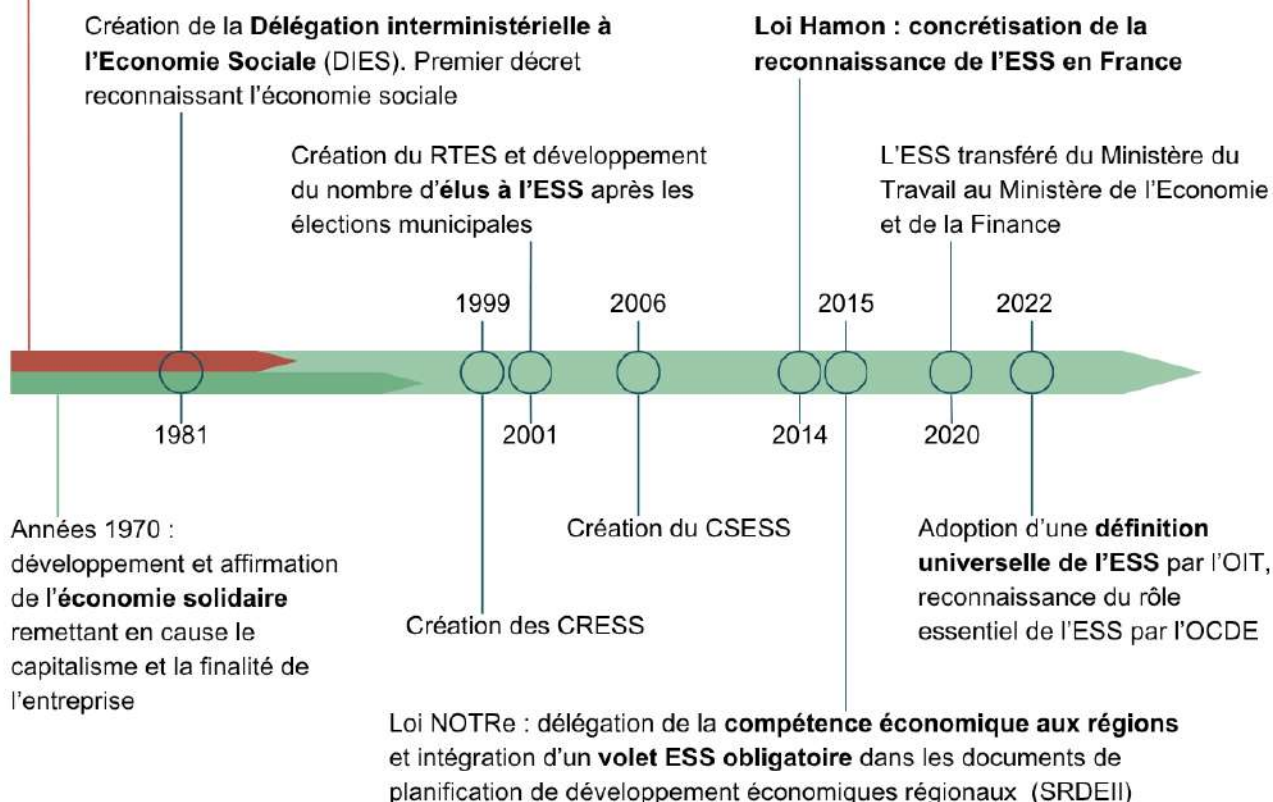 Création de la Délégation interministérielle à
l'Economie Sociale (DIES). Premier décret
reconnaissant l'économie sociale
Loi Hamon : concrétisation de la
reconnaissance de l'ESS en France
Création du RTES et développement
du nombre d'élus à l'ESS après les
élections municipales
L'ESS transféré du Ministère du
Travail au Ministère de l'Economie
et de la Finance
1999
2006
2015
2022
1981
2001
2014
2020
Années 1970 :
développement et affirmation
de l'économie solidaire
remettant en cause le
capitalisme et la finalité de
l'entreprise
Création du CSESS
Adoption d'une définition
universelle de l'ESS par l'OIT,
reconnaissance du rôle
essentiel de l'ESS par l'OCDE
Création des CRESS
Loi NOTRe : délégation de la compétence économique aux régions
et intégration d'un volet ESS obligatoire dans les documents de
planification de développement économiques régionaux (SRDEII)